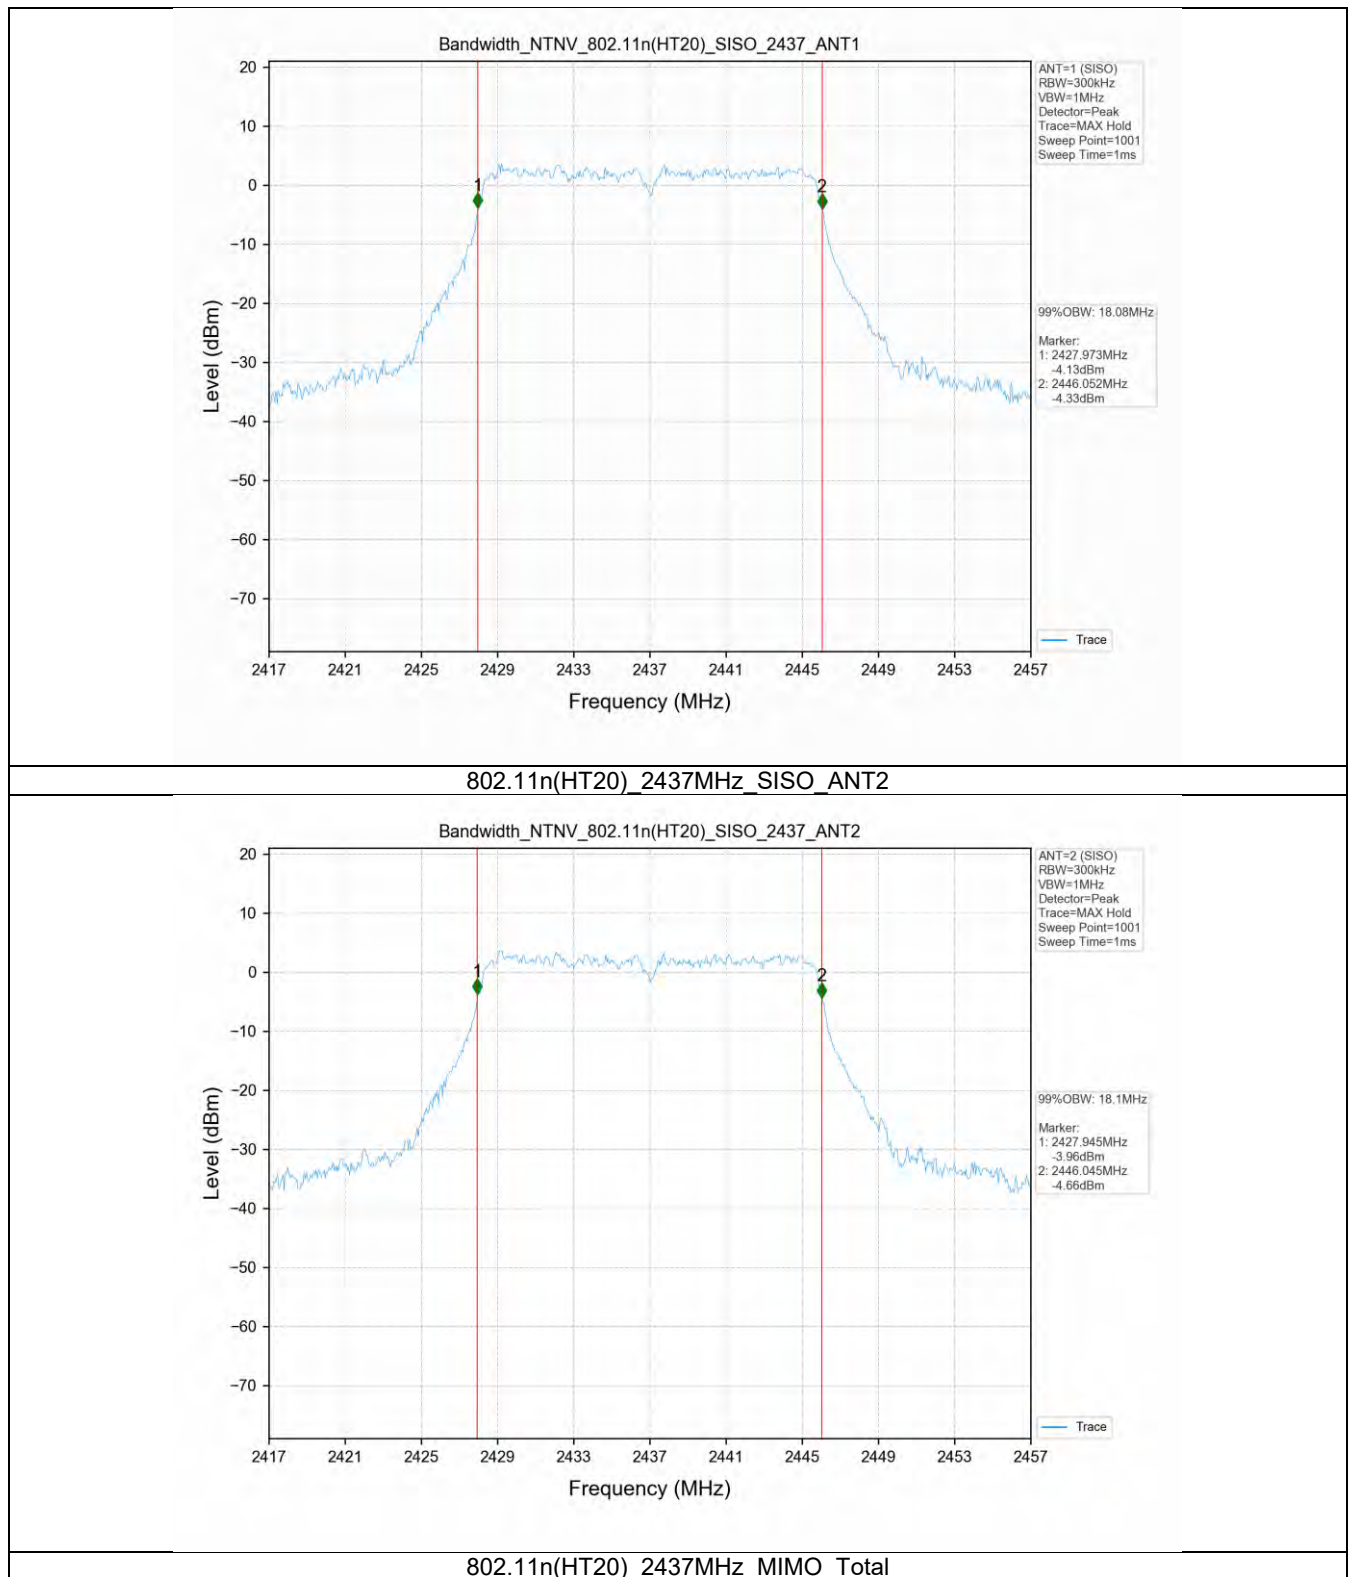 Bandwidth_NTNV_802.11n(HT20)_SISO_2437_ANT1
ANT=1 (SISO)
RBW=300kHz
VBW=1MHz
Detector=Peak
Trace=MAX Hold
Sweep Point=1001
Sweep Time=1ms
20
10
0
−10
−20
−30
−40
−50
−60
−70
Level (dBm)
1
2
99%OBW: 18.08MHz
Marker:
1: 2427.973MHz
-4.13dBm
2: 2446.052MHz
-4.33dBm
Trace
2417 2421 2425 2429 2433 2437 2441 2445 2449 2453 2457
Frequency (MHz)
802.11n(HT20)_2437MHz_SISO_ANT2
Bandwidth_NTNV_802.11n(HT20)_SISO_2437_ANT2
ANT=2 (SISO)
RBW=300kHz
VBW=1MHz
Detector=Peak
Trace=MAX Hold
Sweep Point=1001
Sweep Time=1ms
20
10
0
−10
−20
−30
−40
−50
−60
−70
Level (dBm)
1
2
99%OBW: 18.1MHz
Marker:
1: 2427.945MHz
-3.96dBm
2: 2446.045MHz
-4.66dBm
Trace
2417 2421 2425 2429 2433 2437 2441 2445 2449 2453 2457
Frequency (MHz)
802.11n(HT20)_2437MHz_MIMO_Total